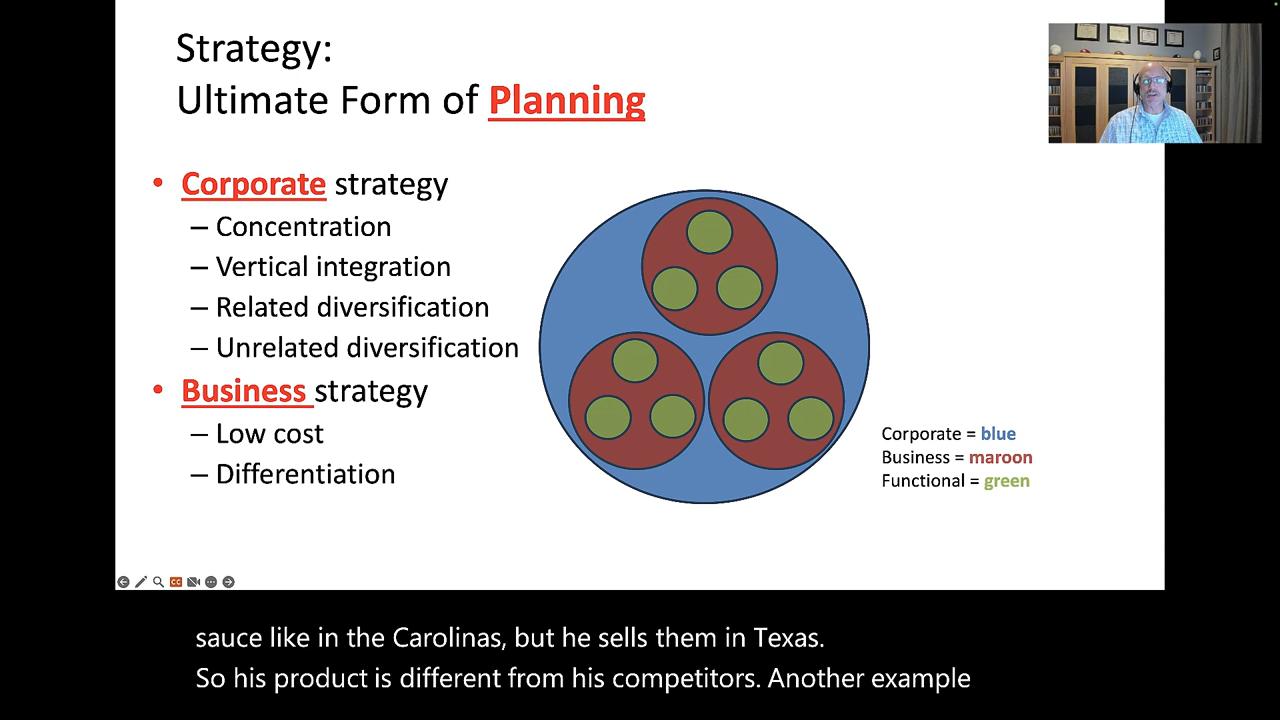 Strategy:
Ultimate Form of Planning
• Corporate strategy
– Concentration
– Vertical integration
– Related diversification
– Unrelated diversification
• Business strategy
– Low cost
– Differentiation
Corporate = blue
Business = maroon
Functional = green
CC
sauce like in the Carolinas, but he sells them in Texas.
So his product is different from his competitors. Another example